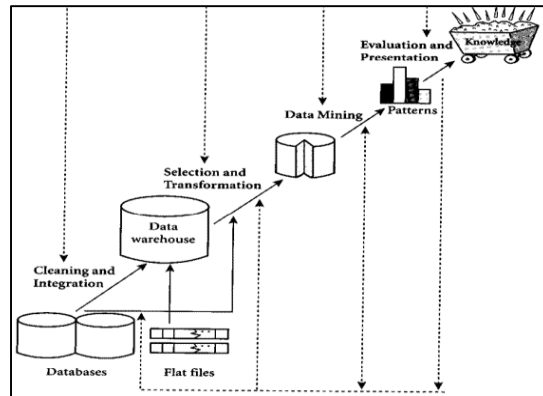 Evaluation and
Presentation
Knowledge
Data Mining
Patterns
Selection and
Transformation
Data
warehouse
Cleaning and
Integration
Databases
Flat files